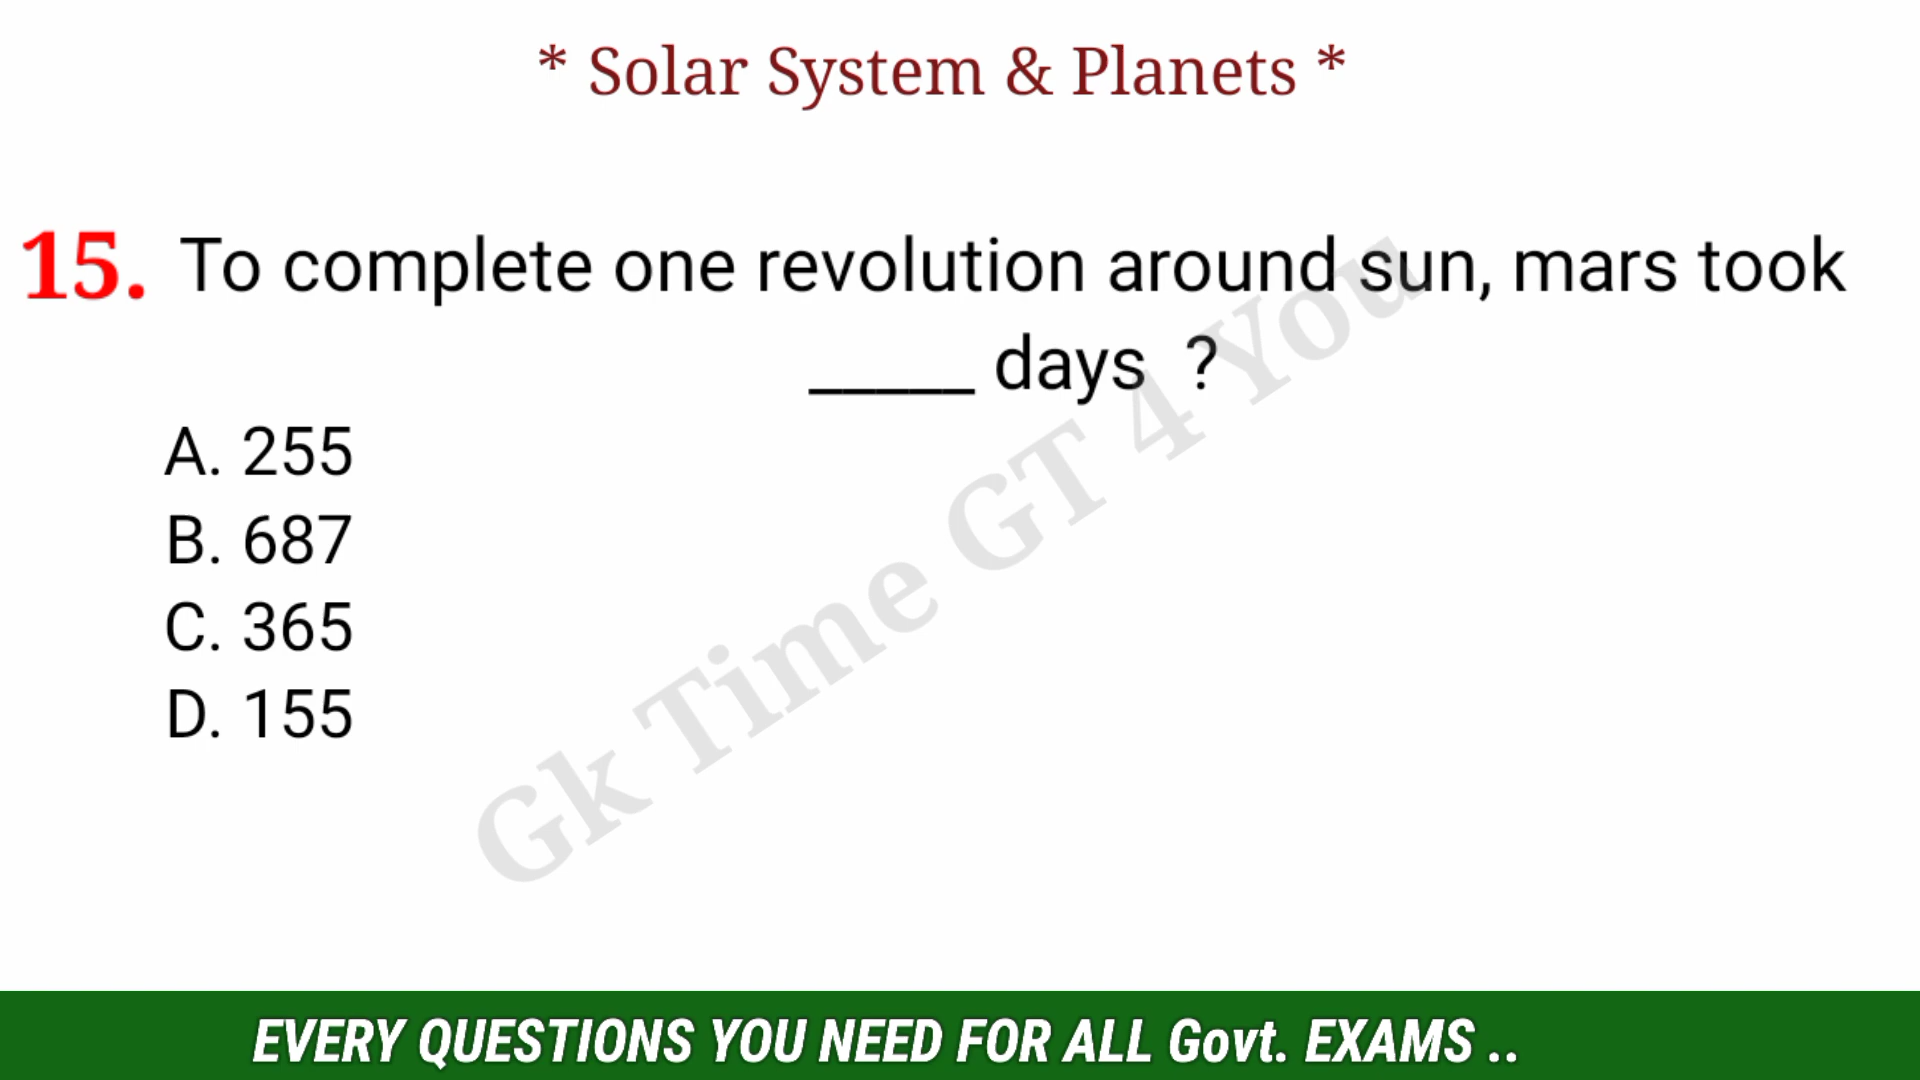 * Solar System & Planets *
15. To complete one revolution around sun, mars took
_____ days ?
A. 255
B. 687
C. 365
D. 155
Gk Time GT 4 You
EVERY QUESTIONS YOU NEED FOR ALL Govt. EXAMS ..